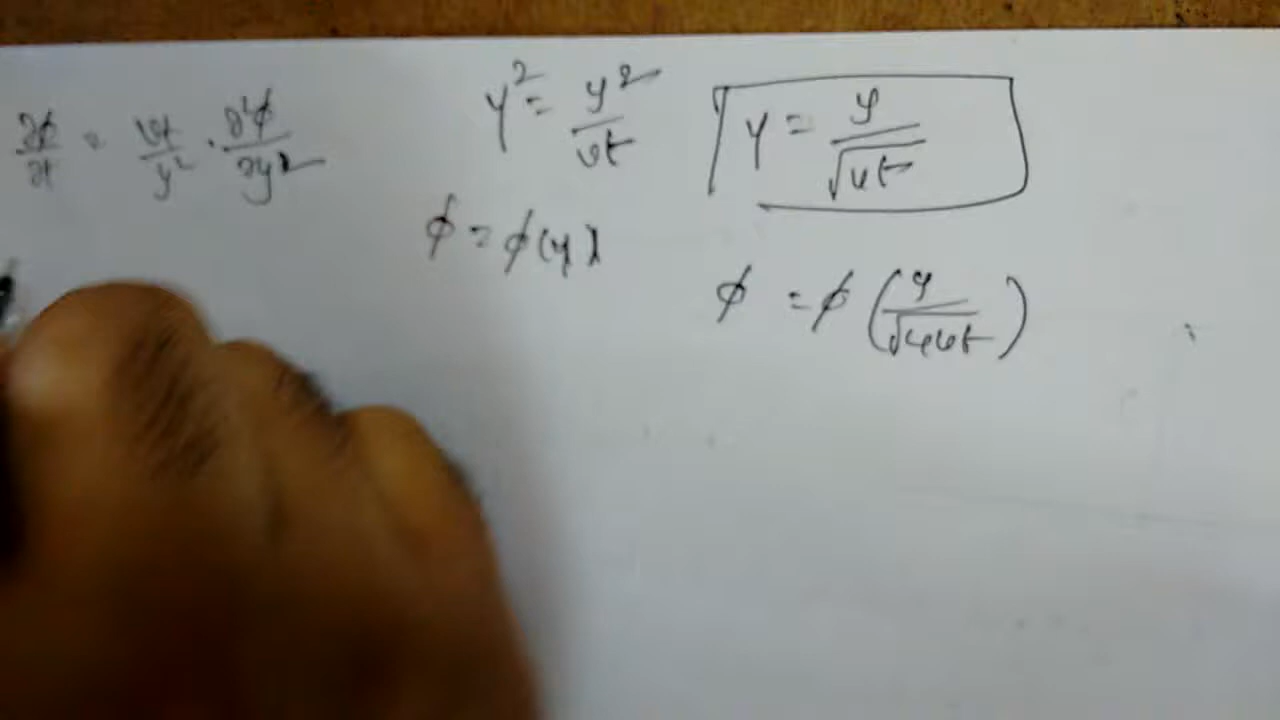 ∂φ/∂t = νt/y² · ∂²φ/∂y²
y² = y²/νt
y = y/√νt
φ = φ(y)
φ = φ(y/√4νt)